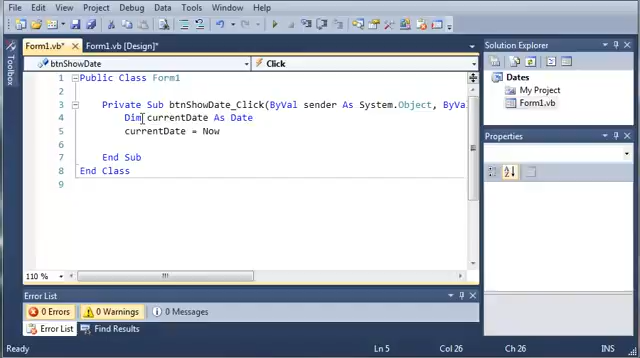 File Edit View Project Build Debug Data Tools Window Help
Form1.vb* Form1.vb [Design]*
Toolbox
btnShowDate Click
1 Public Class Form1
2
3 Private Sub btnShowDate_Click(ByVal sender As System.Object, ByVa
4 Dim currentDate As Date
5 currentDate = Now
6
7 End Sub
8 End Class
9
110 %
Solution Explorer
Dates
My Project
Form1.vb
Properties
Error List
0 Errors 0 Warnings 0 Messages
Error List Find Results
Ready Ln 5 Col 26 Ch 26 INS